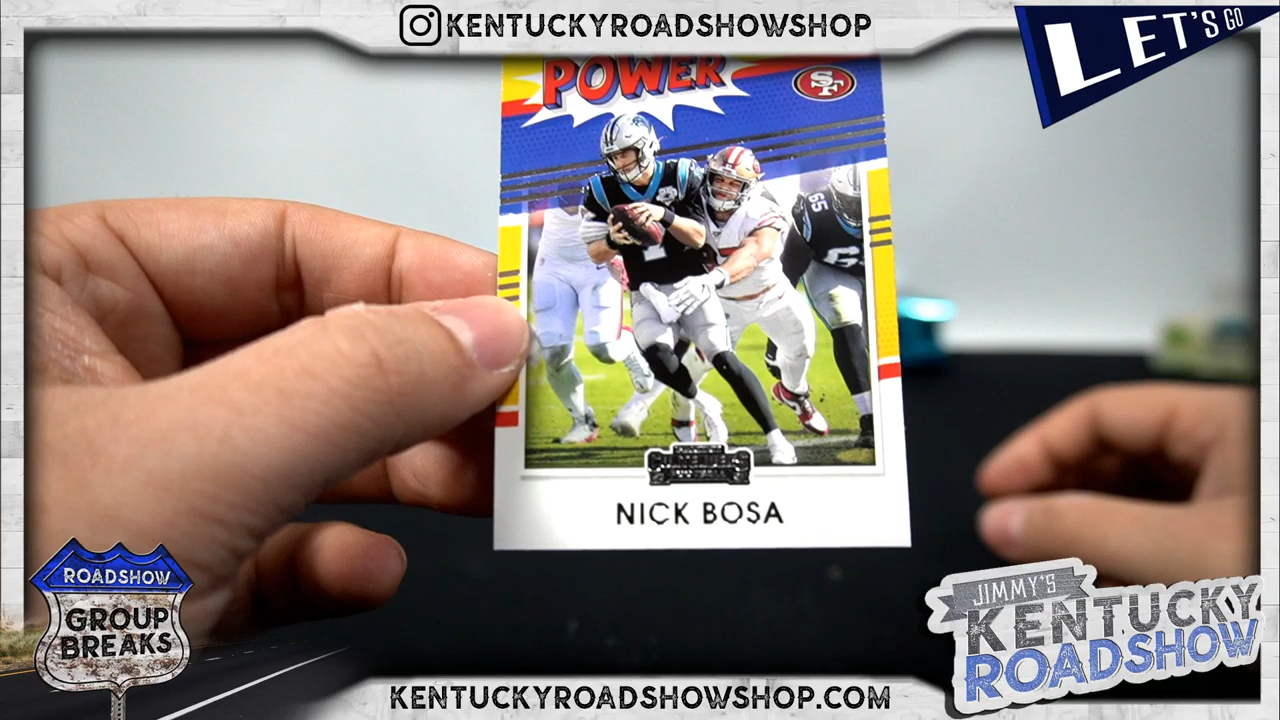 KENTUCKYROADSHOWSHOP
LET'S GO
POWER
SF
65
NICK BOSA
ROADSHOW
GROUP
BREAKS
JIMMY'S
KENTUCKY
ROADSHOW
KENTUCKYROADSHOWSHOP.COM